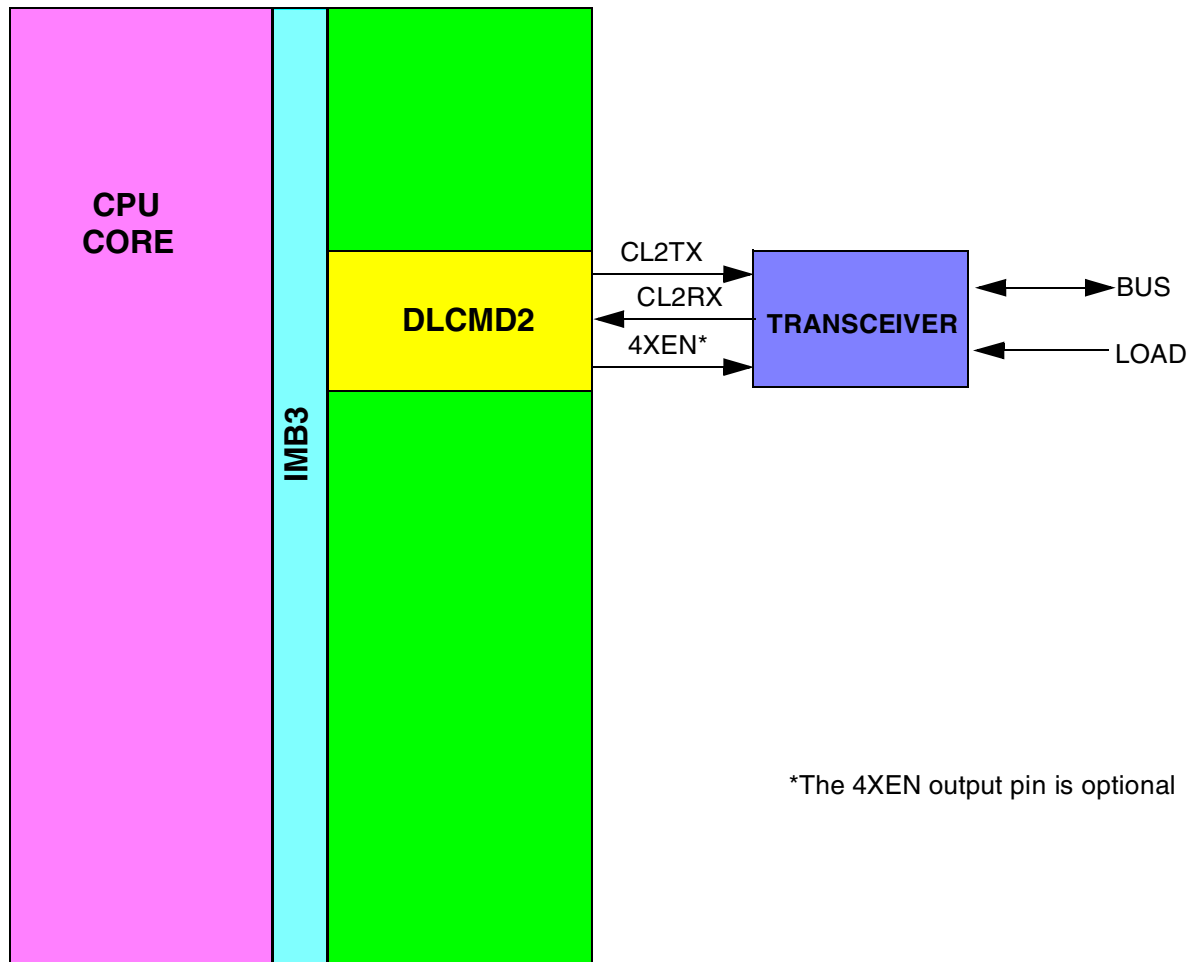 CPU
CORE
IMB3
DLCMD2
CL2TX
CL2RX
4XEN*
TRANSCEIVER
BUS
LOAD
*The 4XEN output pin is optional